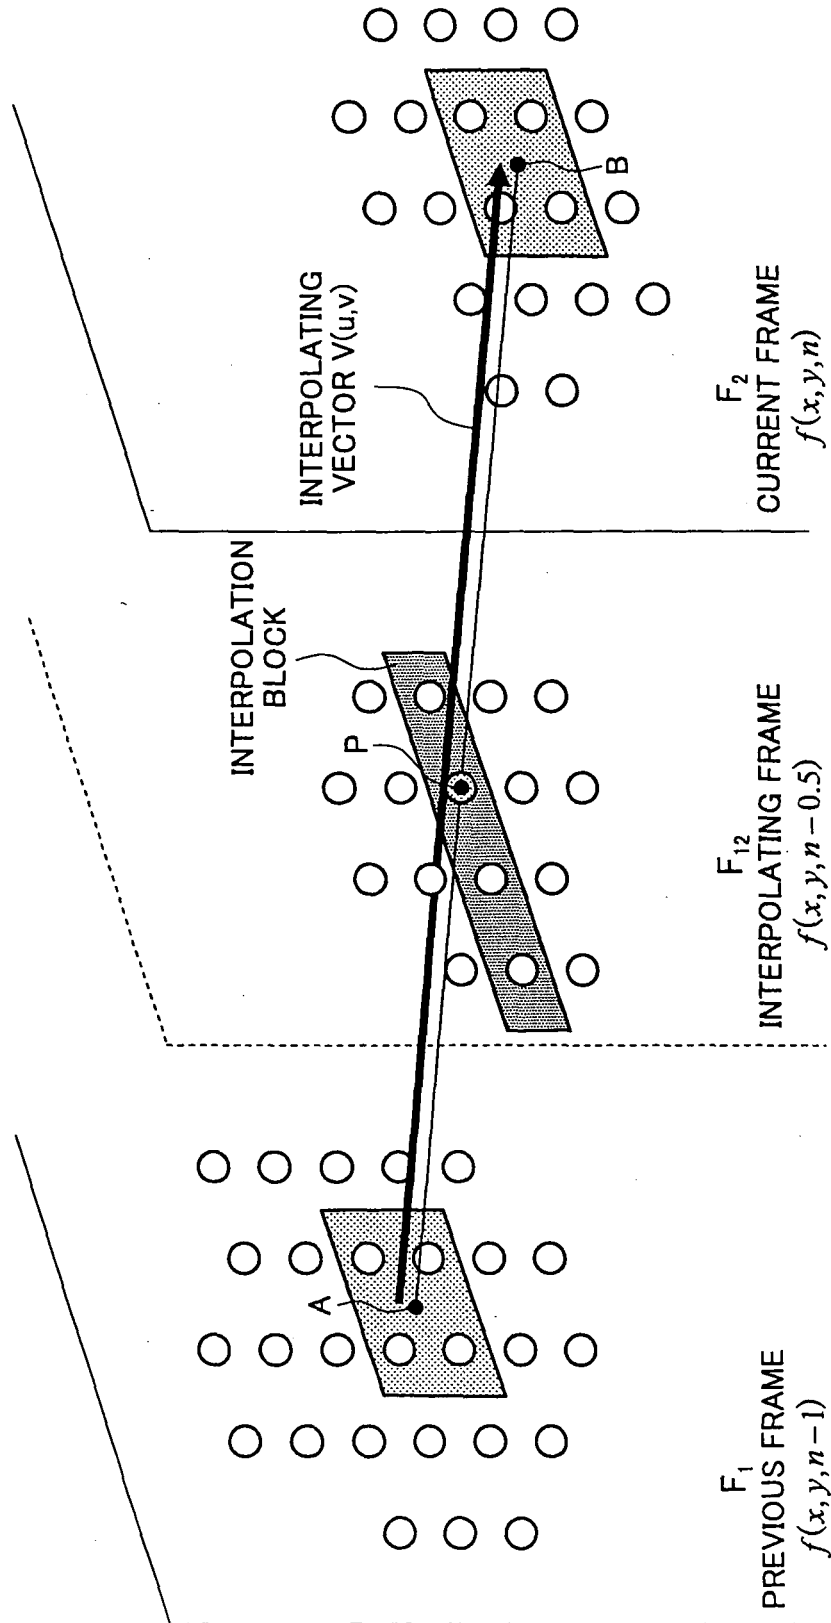 A
F1
PREVIOUS FRAME
f(x,y,n−1)
INTERPOLATION
BLOCK
P
F12
INTERPOLATING FRAME
f(x,y,n−0.5)
INTERPOLATING
VECTOR V(u,v)
B
F2
CURRENT FRAME
f(x,y,n)